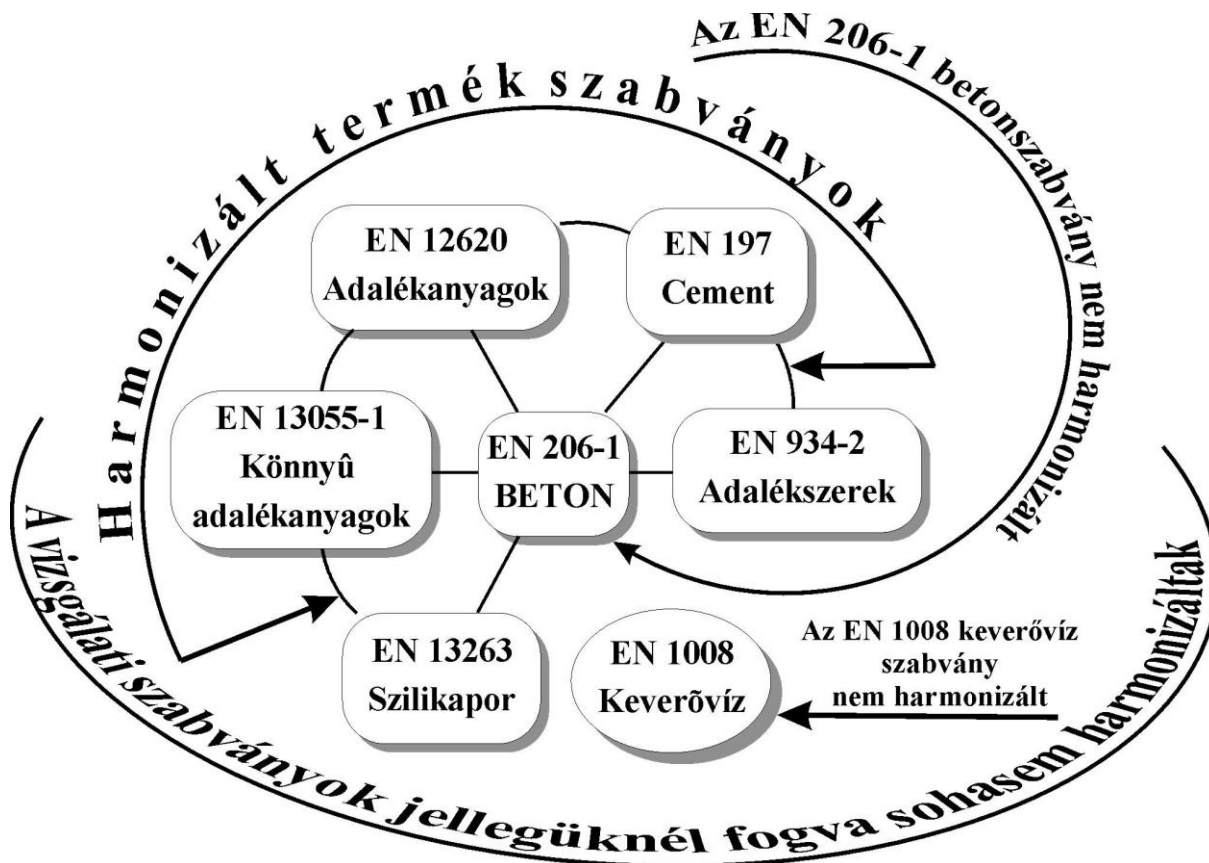 Az EN 206-1 betonszabvány nem harmonizált
Harmonizált termék szabványok
EN 12620
Adalékanyagok
EN 197
Cement
EN 13055-1
Könnyû
adalékanyagok
EN 206-1
BETON
EN 934-2
Adalékszerek
EN 13263
Szilikapor
EN 1008
Keverõvíz
Az EN 1008 keverővíz
szabvány
nem harmonizált
A vizsgálati szabványok jellegüknél fogva sohasem harmonizáltak